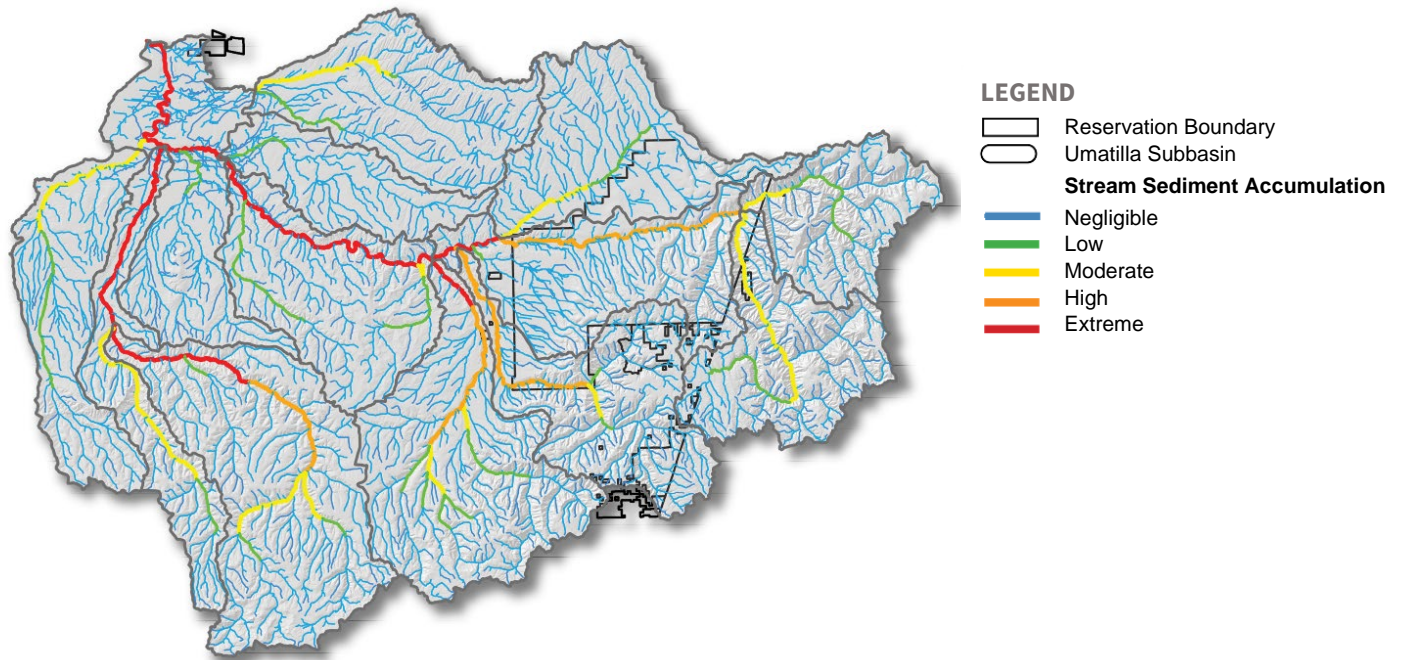 LEGEND
Reservation Boundary
Umatilla Subbasin
Stream Sediment Accumulation
Negligible
Low
Moderate
High
Extreme